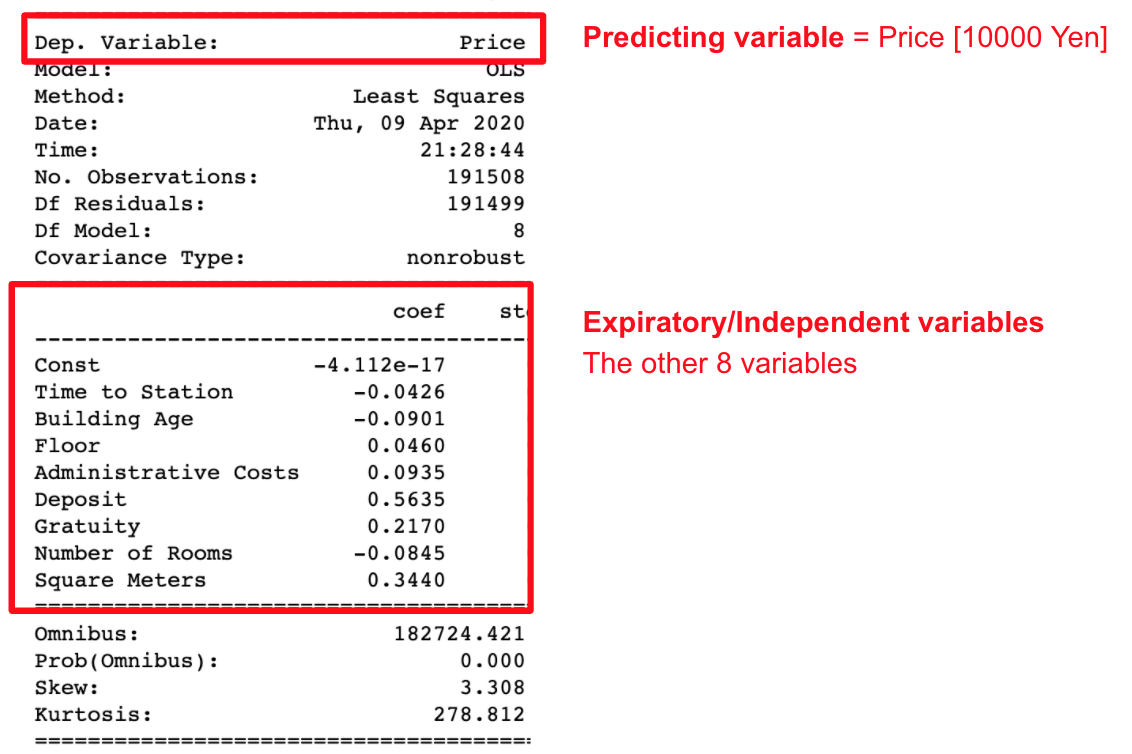 Dep. Variable: Price
Predicting variable = Price [10000 Yen]
Model: OLS
Method: Least Squares
Date: Thu, 09 Apr 2020
Time: 21:28:44
No. Observations: 191508
Df Residuals: 191499
Df Model: 8
Covariance Type: nonrobust
coef
Expiratory/Independent variables
The other 8 variables
Const -4.112e-17
Time to Station -0.0426
Building Age -0.0901
Floor 0.0460
Administrative Costs 0.0935
Deposit 0.5635
Gratuity 0.2170
Number of Rooms -0.0845
Square Meters 0.3440
Omnibus: 182724.421
Prob(Omnibus): 0.000
Skew: 3.308
Kurtosis: 278.812